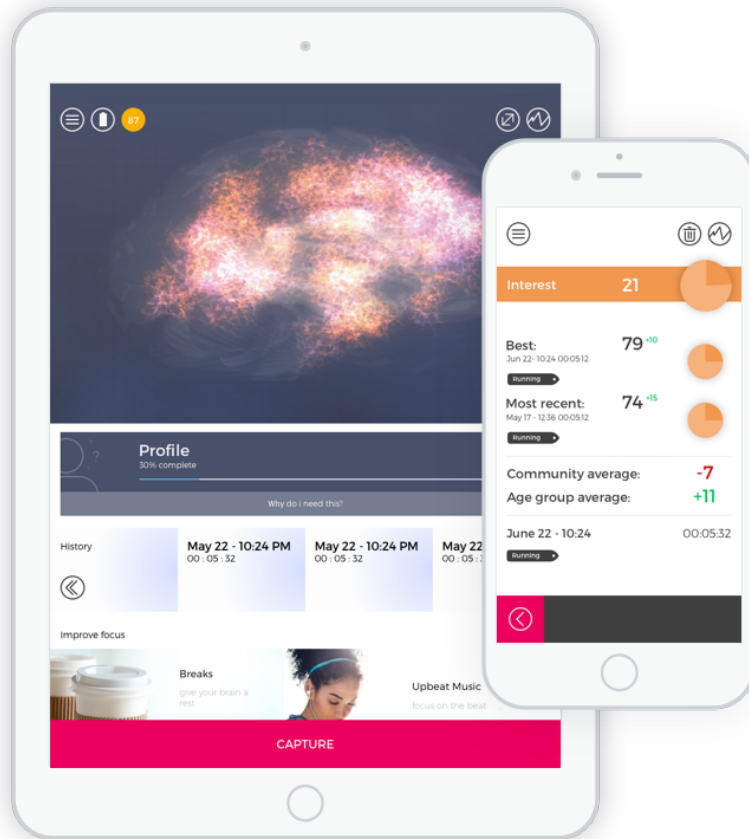 87
Profile
30% complete
?
Why do i need this?
History
May 22 - 10:24 PM
00 : 05 : 32
May 22 - 10:24 PM
00 : 05 : 32
May 22
00 : 05 :
Improve focus
Breaks
give your brain a
rest
Upbeat Music
focus on the beat
CAPTURE
Interest 21
Best: 79 +10
Jun 22- 10:24 00:05:12
Running
Most recent: 74 +15
May 17 - 12:36 00:05:12
Running
Community average: -7
Age group average: +11
June 22 - 10:24 00:05:32
Running